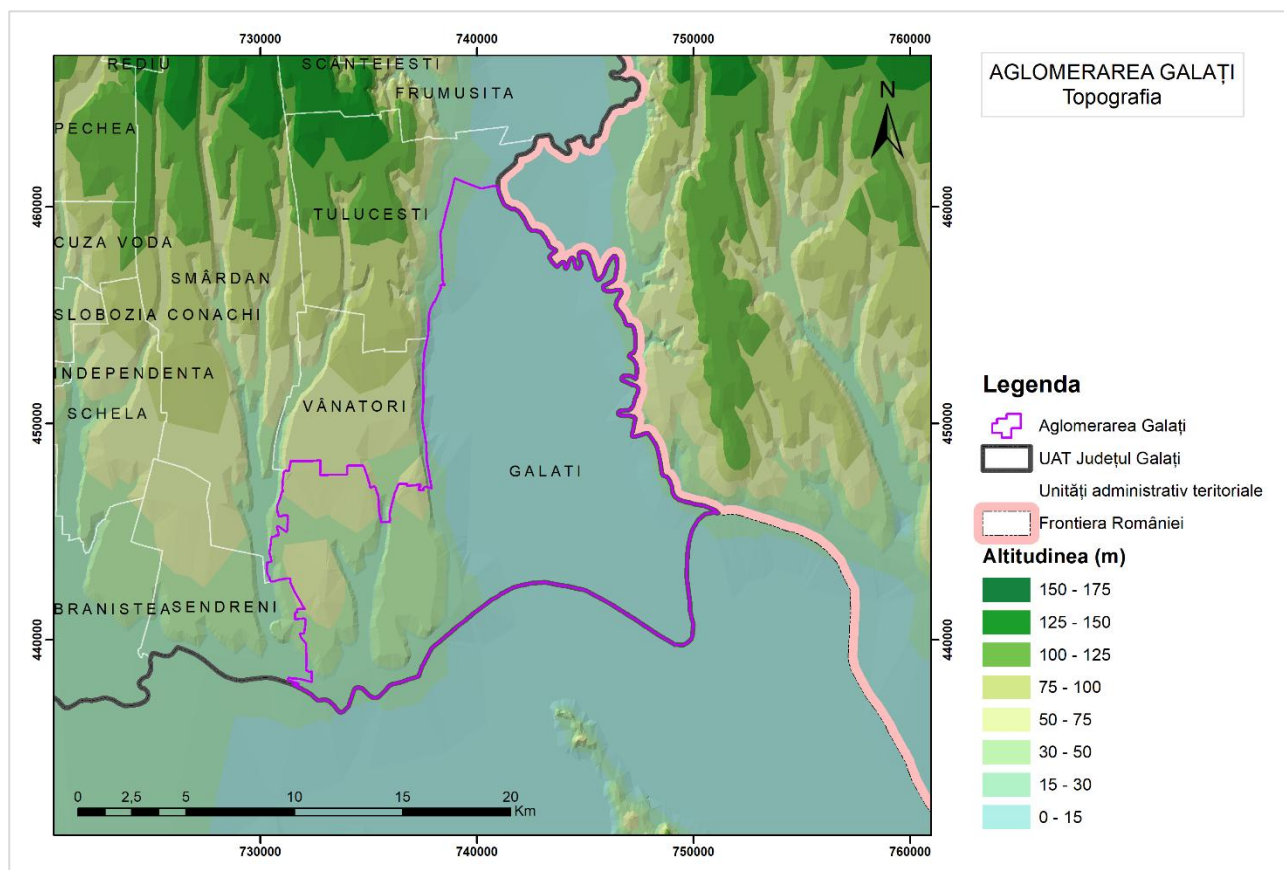 AGLOMERAREA GALAȚI
Topografia
730000 740000 750000 760000
REDIU SCANTEIESTI
FRUMUSITA
N
PECHEA
460000 460000
TULUCESTI
CUZA VODA
SMÂRDAN
SLOBOZIA CONACHI
INDEPENDENTA
VÂNATORI
SCHELA
450000 450000
GALATI
BRANISTEA SENDRENI
440000 440000
0 2,5 5 10 15 20
Km
730000 740000 750000 760000
Legenda
Aglomerarea Galați
UAT Județul Galați
Unități administrativ teritoriale
Frontiera României
Altitudinea (m)
150 - 175
125 - 150
100 - 125
75 - 100
50 - 75
30 - 50
15 - 30
0 - 15